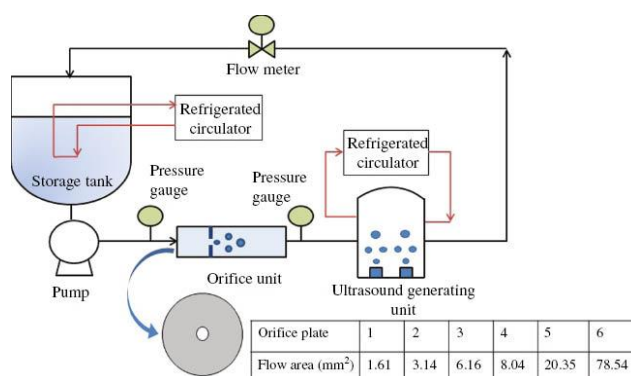 Flow meter
Refrigerated
circulator
Refrigerated
circulator
Storage tank
Pressure
gauge
Pressure
gauge
Orifice unit
Pump
Ultrasound generating
unit
Orifice plate 1 2 3 4 5 6
Flow area (mm²) 1.61 3.14 6.16 8.04 20.35 78.54